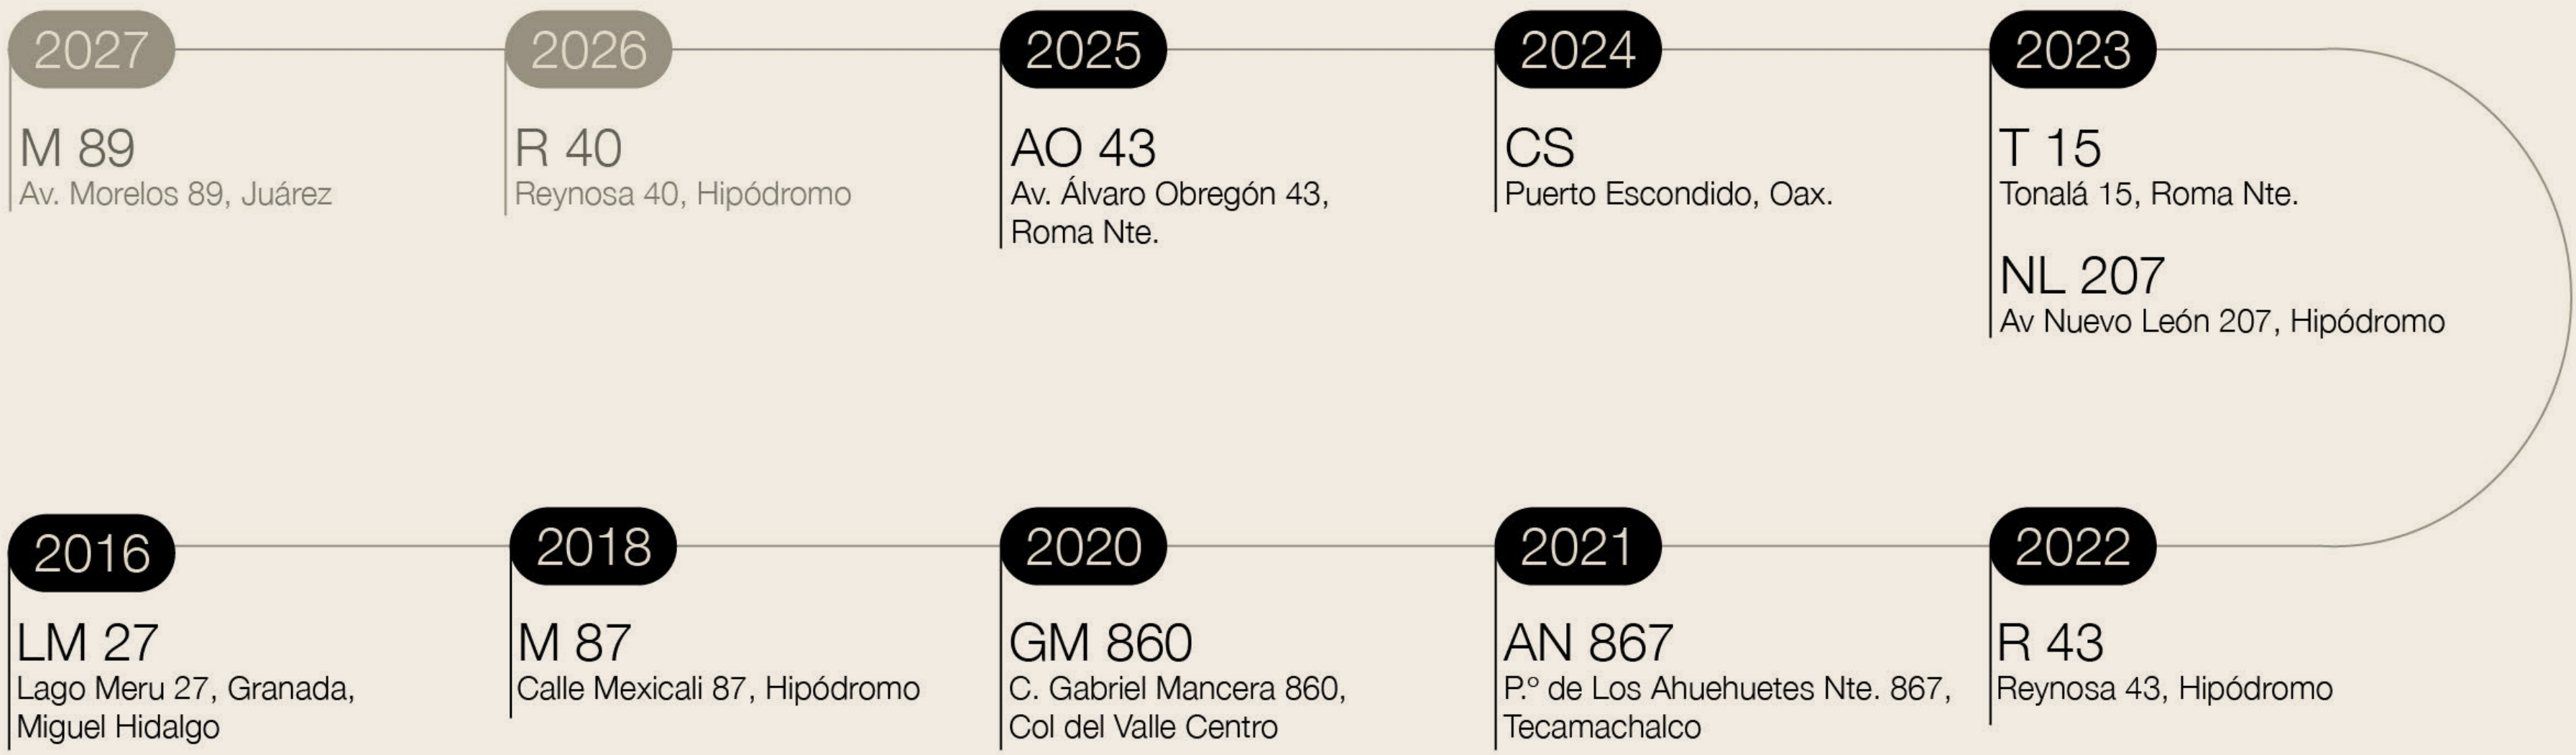 2027
M 89
Av. Morelos 89, Juárez
2026
R 40
Reynosa 40, Hipódromo
2025
AO 43
Av. Álvaro Obregón 43,
Roma Nte.
2024
CS
Puerto Escondido, Oax.
2023
T 15
Tonalá 15, Roma Nte.
NL 207
Av Nuevo León 207, Hipódromo
2016
LM 27
Lago Meru 27, Granada,
Miguel Hidalgo
2018
M 87
Calle Mexicali 87, Hipódromo
2020
GM 860
C. Gabriel Mancera 860,
Col del Valle Centro
2021
AN 867
P.º de Los Ahuehuetes Nte. 867,
Tecamachalco
2022
R 43
Reynosa 43, Hipódromo